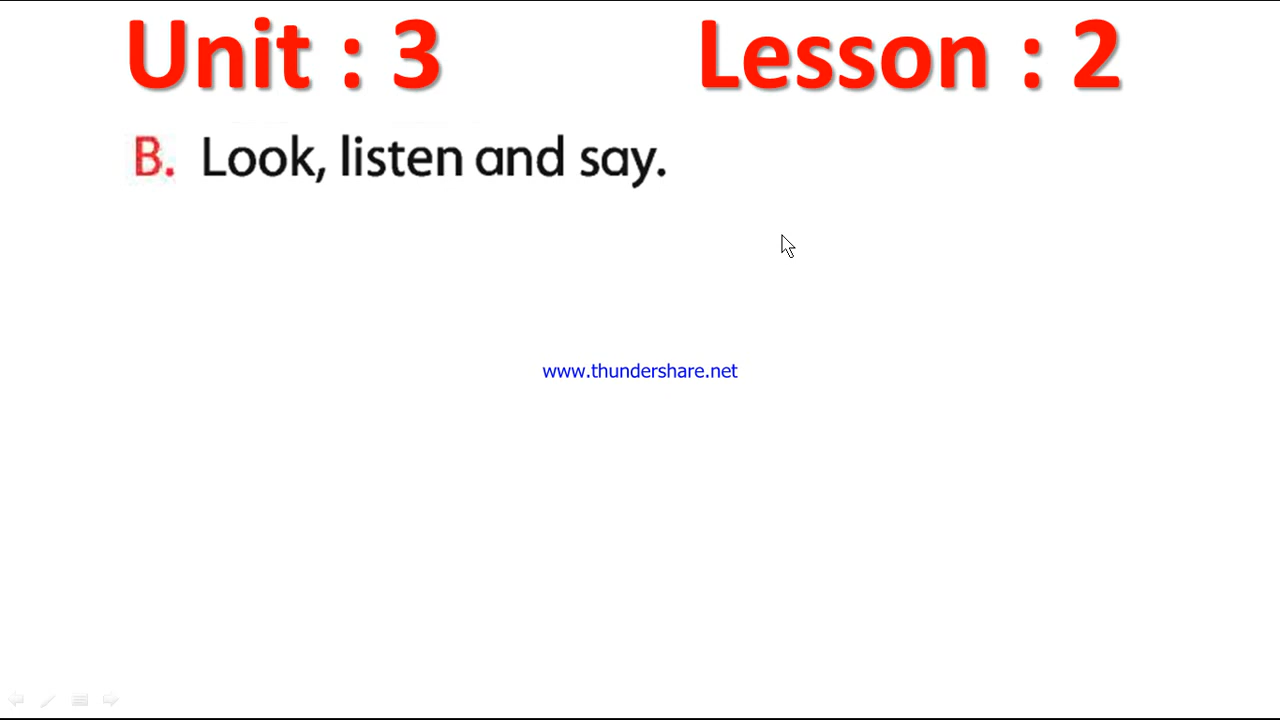 Unit : 3 Lesson : 2
B. Look, listen and say.
www.thundershare.net